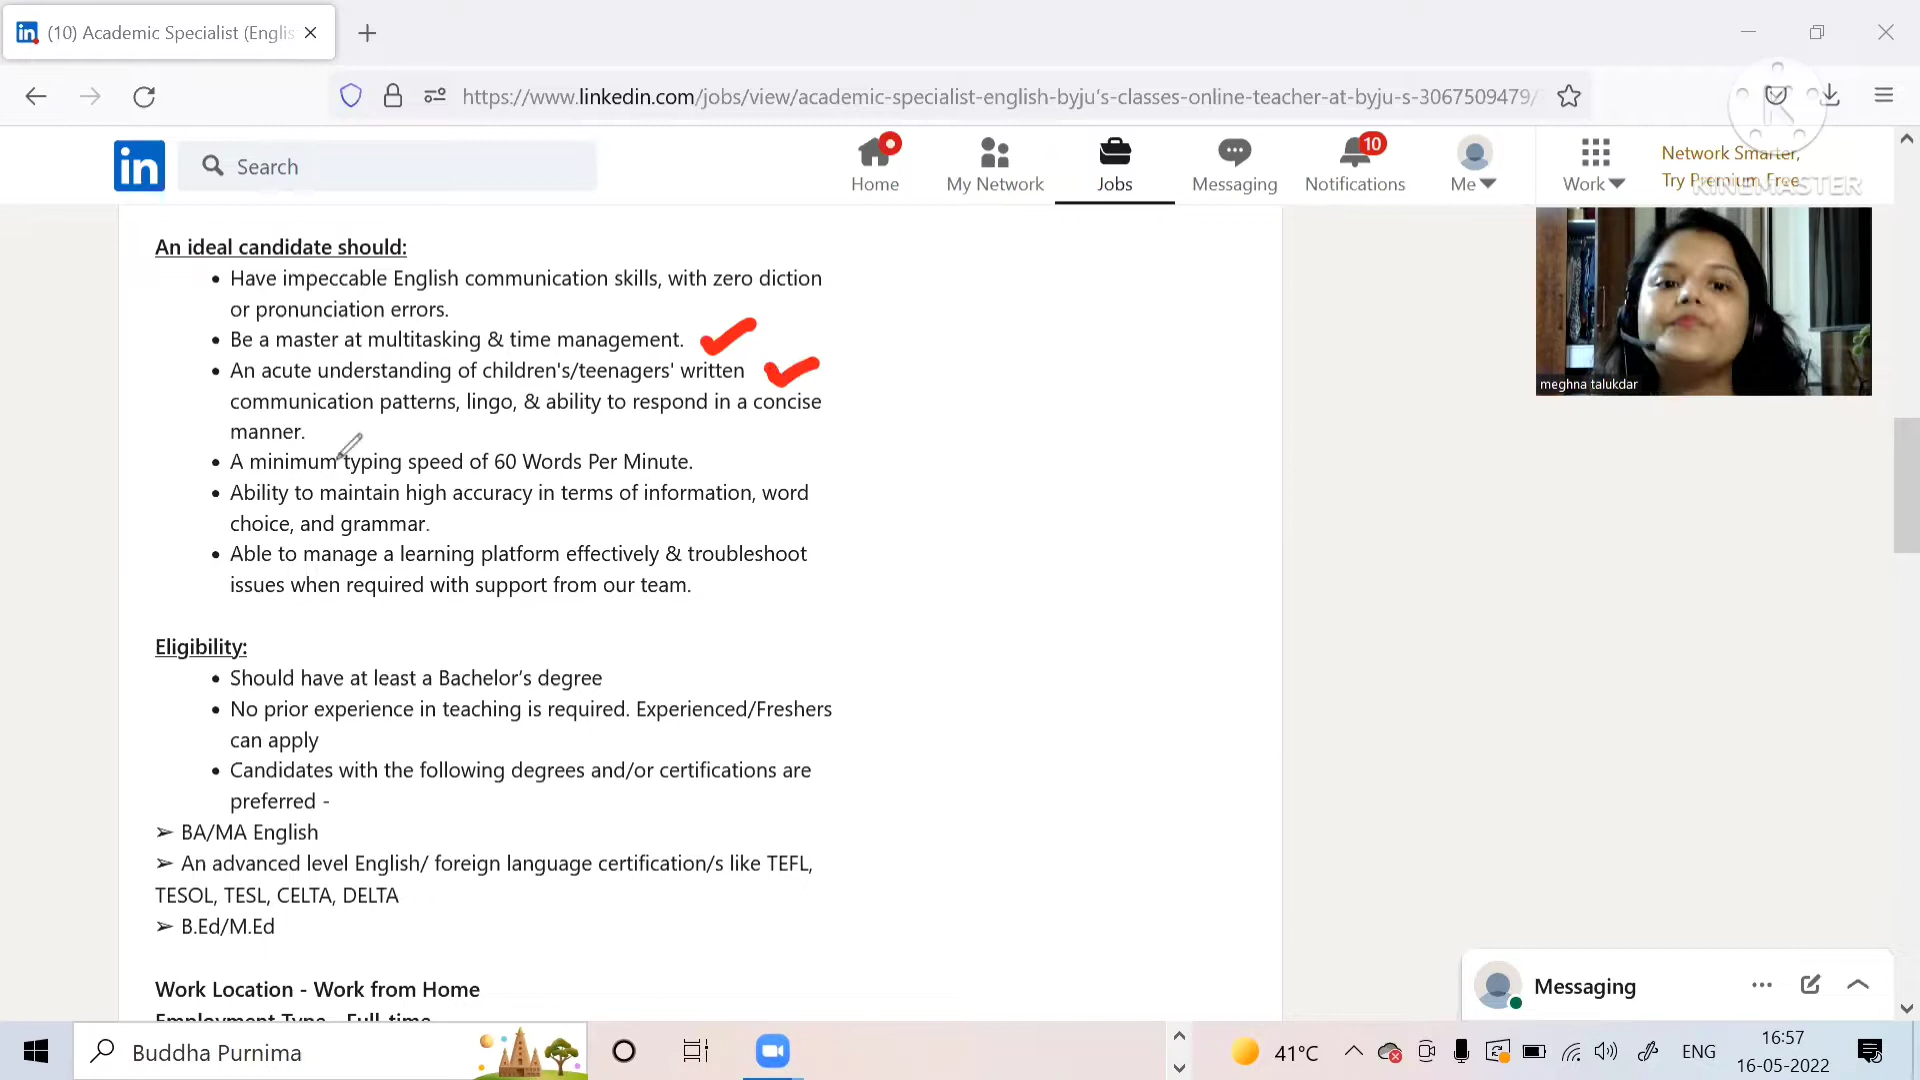 (10) Academic Specialist (Englis
https://www.linkedin.com/jobs/view/academic-specialist-english-byju's-classes-online-teacher-at-byju-s-3067509479/
in
Search
Home
My Network
Jobs
Messaging
10
Notifications
Me
Work
Network Smarter,
Try Premium Free
KINEMASTER
An ideal candidate should:
• Have impeccable English communication skills, with zero diction
or pronunciation errors.
• Be a master at multitasking & time management.
• An acute understanding of children's/teenagers' written
communication patterns, lingo, & ability to respond in a concise
manner.
• A minimum typing speed of 60 Words Per Minute.
• Ability to maintain high accuracy in terms of information, word
choice, and grammar.
• Able to manage a learning platform effectively & troubleshoot
issues when required with support from our team.
meghna talukdar
Eligibility:
• Should have at least a Bachelor's degree
• No prior experience in teaching is required. Experienced/Freshers
can apply
• Candidates with the following degrees and/or certifications are
preferred -
➢ BA/MA English
➢ An advanced level English/ foreign language certification/s like TEFL,
TESOL, TESL, CELTA, DELTA
➢ B.Ed/M.Ed
Work Location - Work from Home
Employment Type - Full-time
Messaging
Buddha Purnima
41°C
ENG
16:57
16-05-2022